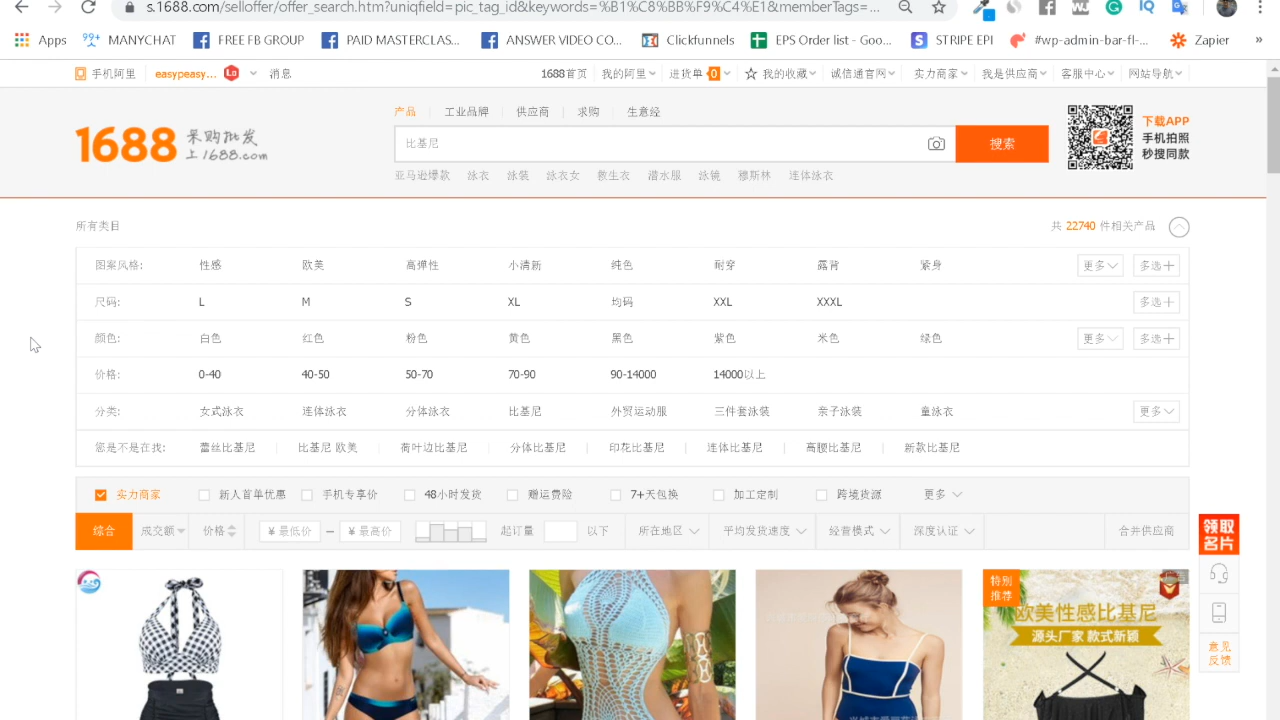 s.1688.com/selloffer/offer_search.htm?uniqfield=pic_tag_id&keywords=%B1%C8%BB%F9%C4%E1&memberTags=...
Apps MANYCHAT FREE FB GROUP PAID MASTERCLAS... ANSWER VIDEO CO... Clickfunnels EPS Order list - Goo... STRIPE EPI #wp-admin-bar-fl-... Zapier »
手机阿里 easypeasy... Lo 消息 1688首页 我的阿里 进货单 0 我的收藏 诚信通官网 实力商家 我是供应商 客服中心 网站导航
产品 工业品牌 供应商 求购 生意经
1688 采购批发 上1688.com
比基尼 搜索
下载APP
手机拍照
秒搜同款
亚马逊爆款 泳衣 泳装 泳衣女 救生衣 潜水服 泳镜 穆斯林 连体泳衣
所有类目 共 22740 件相关产品
图案风格: 性感 欧美 高弹性 小清新 纯色 耐穿 露背 紧身 更多 多选+
尺码: L M S XL 均码 XXL XXXL 多选+
颜色: 白色 红色 粉色 黄色 黑色 紫色 米色 绿色 更多 多选+
价格: 0-40 40-50 50-70 70-90 90-14000 14000以上
分类: 女式泳衣 连体泳衣 分体泳衣 比基尼 外贸运动服 三件套泳装 亲子泳装 童泳衣 更多
您是不是在找: 蕾丝比基尼 比基尼 欧美 荷叶边比基尼 分体比基尼 印花比基尼 连体比基尼 高腰比基尼 新款比基尼
实力商家 新人首单优惠 手机专享价 48小时发货 赠运费险 7+天包换 加工定制 跨境货源 更多
综合 成交额 价格 ¥ 最低价 – ¥ 最高价 起订量 以下 所在地区 平均发货速度 经营模式 深度认证 合并供应商
领取
名片
特别
推荐
欧美性感比基尼
源头厂家 款式新颖
意见
反馈